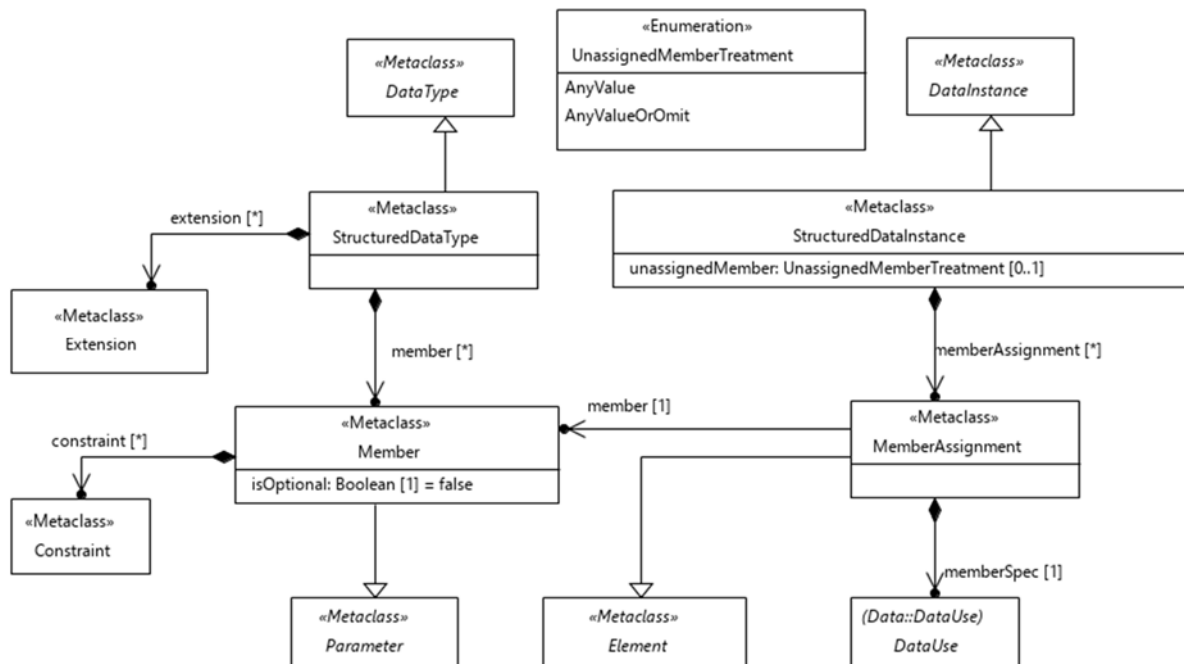 «Enumeration»
UnassignedMemberTreatment
AnyValue
AnyValueOrOmit
«Metaclass»
DataType
«Metaclass»
DataInstance
«Metaclass»
StructuredDataType
«Metaclass»
StructuredDataInstance
unassignedMember: UnassignedMemberTreatment [0..1]
extension [*]
«Metaclass»
Extension
member [*]
memberAssignment [*]
«Metaclass»
Member
isOptional: Boolean [1] = false
member [1]
«Metaclass»
MemberAssignment
constraint [*]
«Metaclass»
Constraint
memberSpec [1]
«Metaclass»
Parameter
«Metaclass»
Element
(Data::DataUse)
DataUse